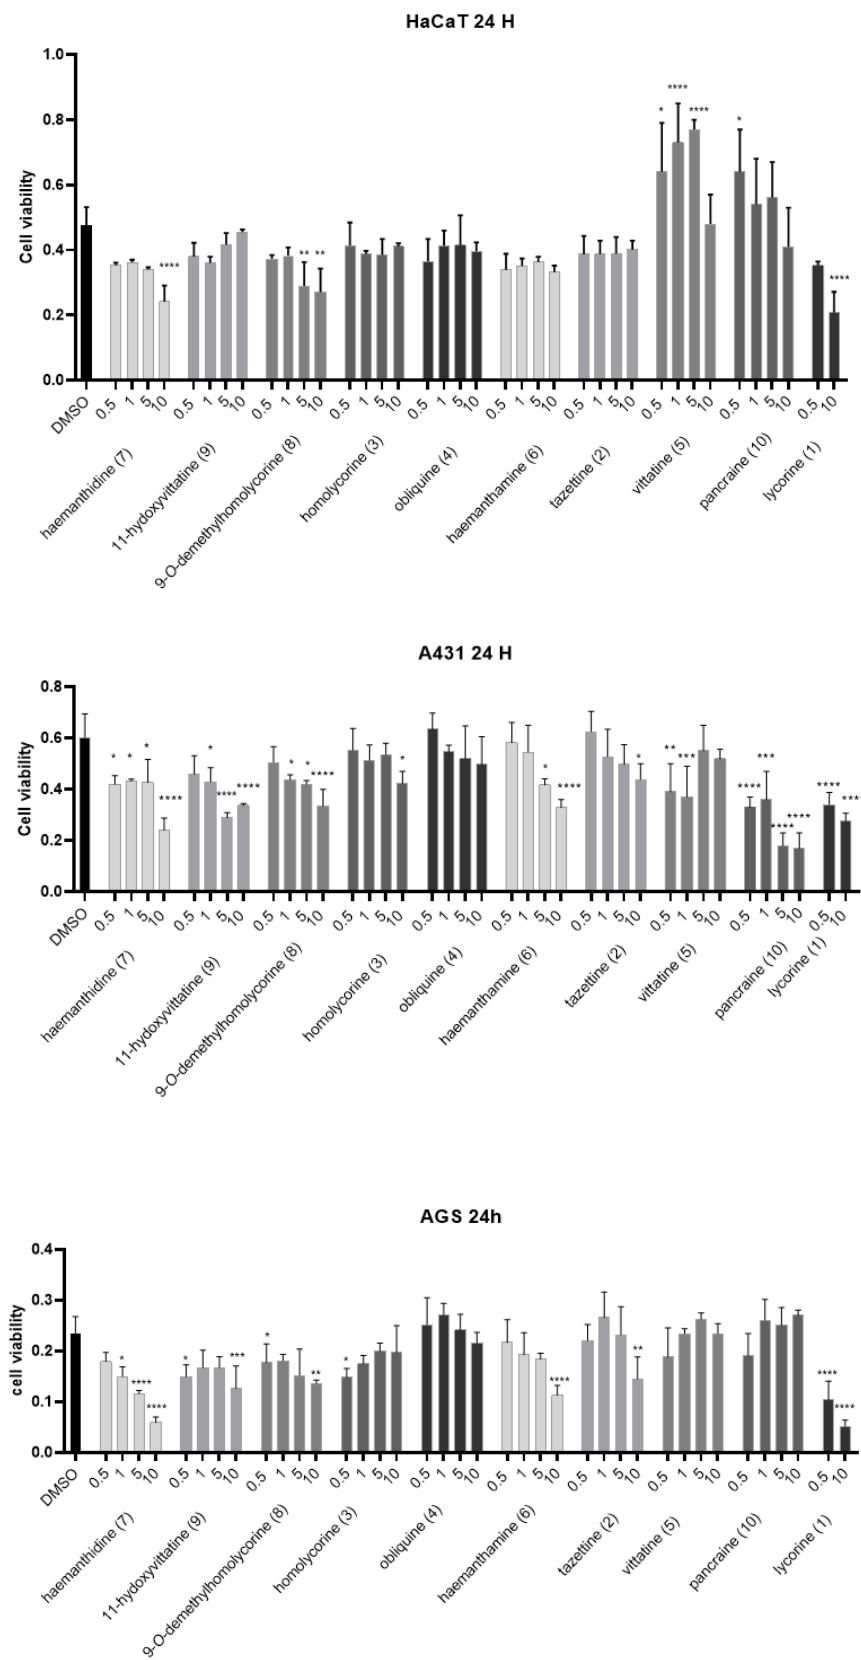 HaCaT 24 H
Cell viability
1.0
0.8
0.6
0.4
0.2
0.0
* **** **** *
**** ** ** ****
DMSO 0.5 1 5 10 0.5 1 5 10 0.5 1 5 10 0.5 1 5 10 0.5 1 5 10 0.5 1 5 10 0.5 1 5 10 0.5 1 5 10 0.5 1 5 10 0.5 10
haemanthidine (7)
11-hydoxyvittatine (9)
9-O-demethylhomolycorine (8)
homolycorine (3)
obliquine (4)
haemanthamine (6)
tazettine (2)
vittatine (5)
pancraine (10)
lycorine (1)
A431 24 H
Cell viability
0.8
0.6
0.4
0.2
0.0
* * * **** * **** **** * * **** * * **** * ** *** **** *** **** **** **** ****
DMSO 0.5 1 5 10 0.5 1 5 10 0.5 1 5 10 0.5 1 5 10 0.5 1 5 10 0.5 1 5 10 0.5 1 5 10 0.5 1 5 10 0.5 1 5 10 0.5 10
haemanthidine (7)
11-hydoxyvittatine (9)
9-O-demethylhomolycorine (8)
homolycorine (3)
obliquine (4)
haemanthamine (6)
tazettine (2)
vittatine (5)
pancraine (10)
lycorine (1)
AGS 24h
cell viability
0.4
0.3
0.2
0.1
0.0
* **** **** * *** * ** * **** ** **** ****
DMSO 0.5 1 5 10 0.5 1 5 10 0.5 1 5 10 0.5 1 5 10 0.5 1 5 10 0.5 1 5 10 0.5 1 5 10 0.5 1 5 10 0.5 1 5 10 0.5 10
haemanthidine (7)
11-hydoxyvittatine (9)
9-O-demethylhomolycorine (8)
homolycorine (3)
obliquine (4)
haemanthamine (6)
tazettine (2)
vittatine (5)
pancraine (10)
lycorine (1)